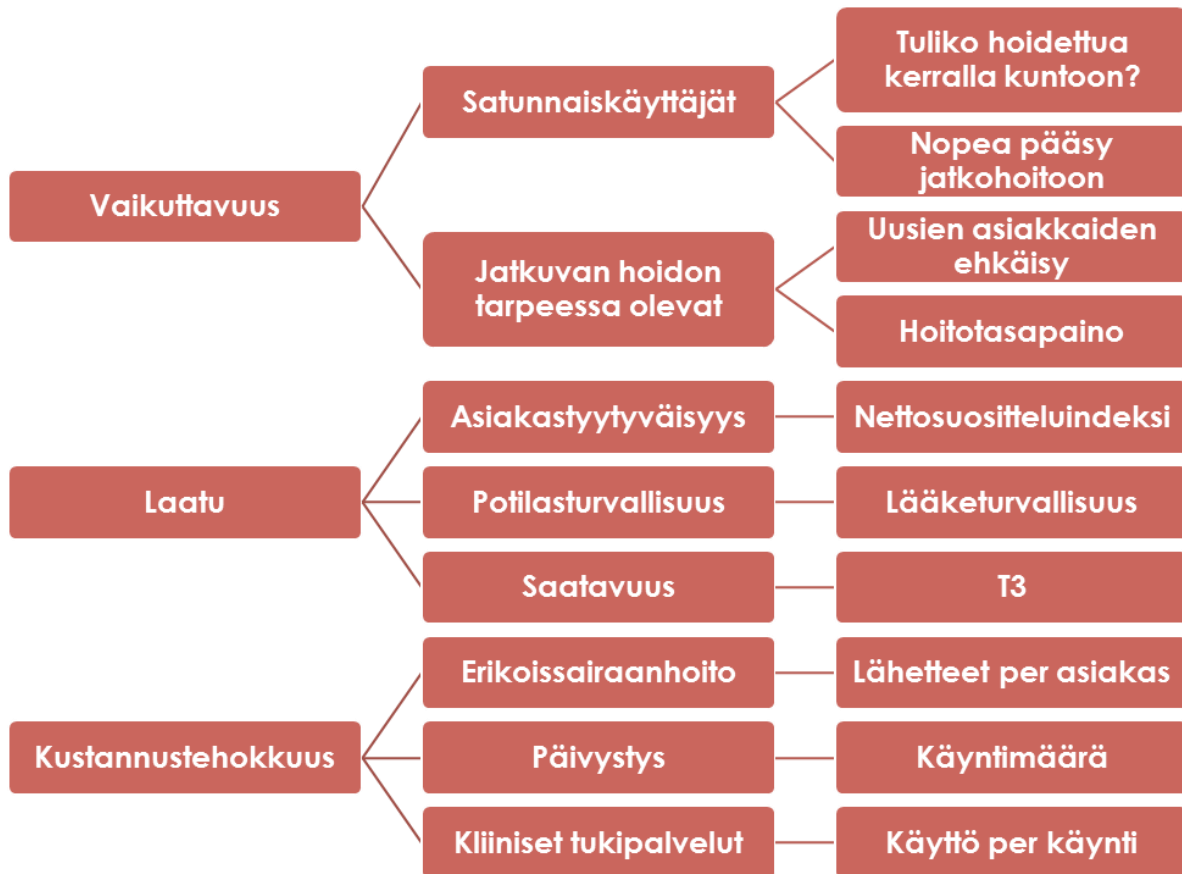 Vaikuttavuus
Satunnaiskäyttäjät
Tuliko hoidettua
kerralla kuntoon?
Nopea pääsy
jatkohoitoon
Jatkuvan hoidon
tarpeessa olevat
Uusien asiakkaiden
ehkäisy
Hoitotasapaino
Laatu
Asiakastyytyväisyys
Nettosuositteluindeksi
Potilasturvallisuus
Lääketurvallisuus
Saatavuus
T3
Kustannustehokkuus
Erikoissairaanhoito
Lähetteet per asiakas
Päivystys
Käyntimäärä
Kliiniset tukipalvelut
Käyttö per käynti